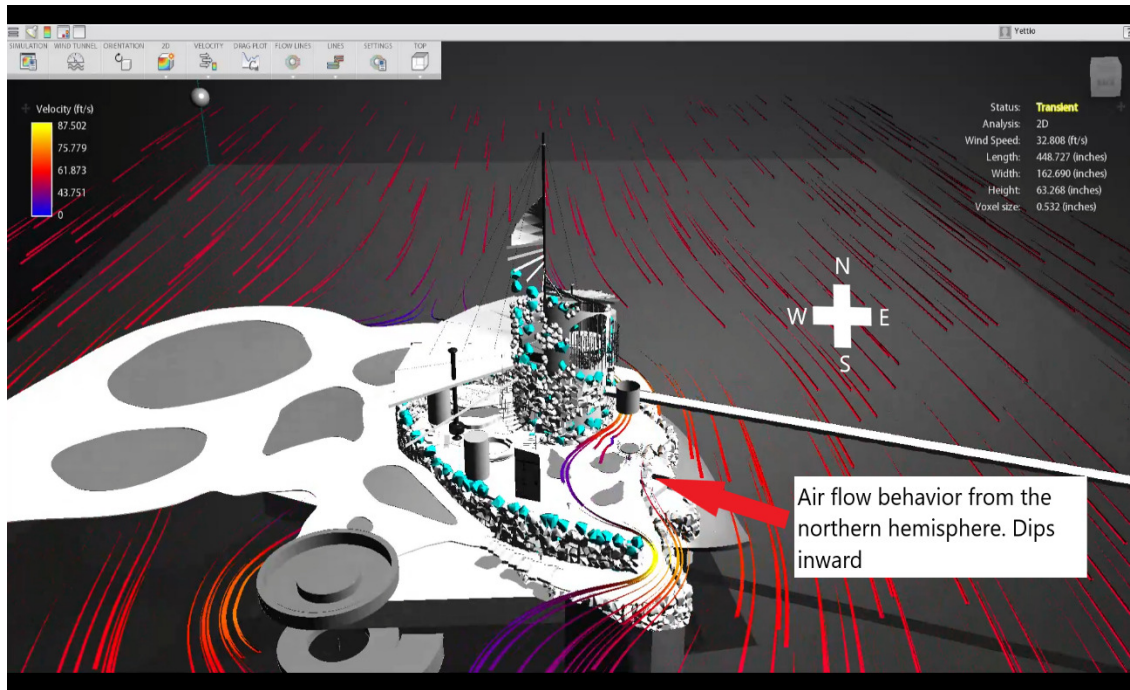 Yettio
SIMULATION WIND TUNNEL ORIENTATION 2D VELOCITY DRAG PLOT FLOW LINES LINES SETTINGS TOP
Velocity (ft/s)
87.502
75.779
61.873
43.751
0
Status: Transient
Analysis: 2D
Wind Speed: 32.808 (ft/s)
Length: 448.727 (inches)
Width: 162.690 (inches)
Height: 63.268 (inches)
Voxel size: 0.532 (inches)
N
W E
S
Air flow behavior from the
northern hemisphere. Dips
inward